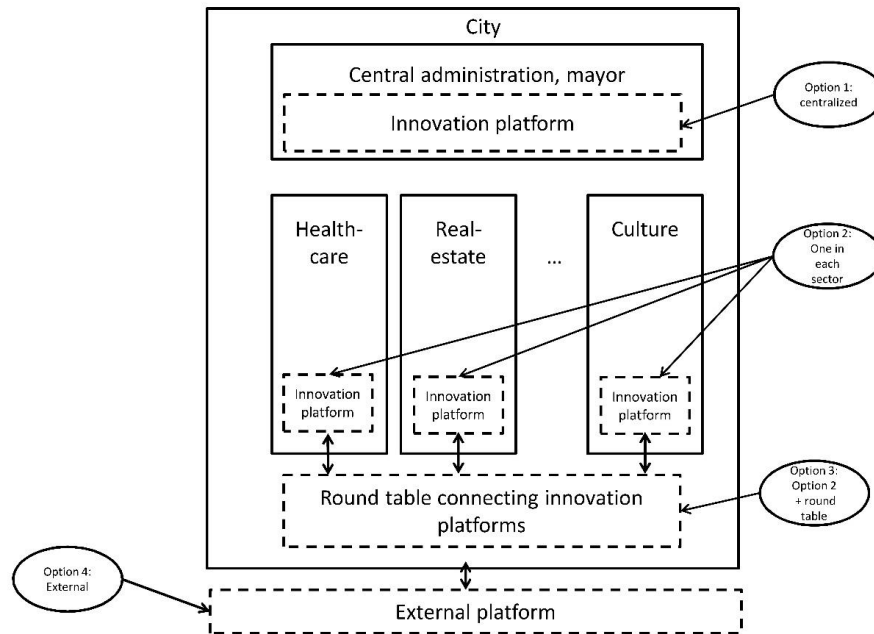 City
Central administration, mayor
Innovation platform
Option 1:
centralized
Health-
care
Real-
estate
...
Culture
Option 2:
One in
each
sector
Innovation
platform
Innovation
platform
Innovation
platform
Round table connecting innovation
platforms
Option 3:
Option 2
+ round
table
Option 4:
External
External platform